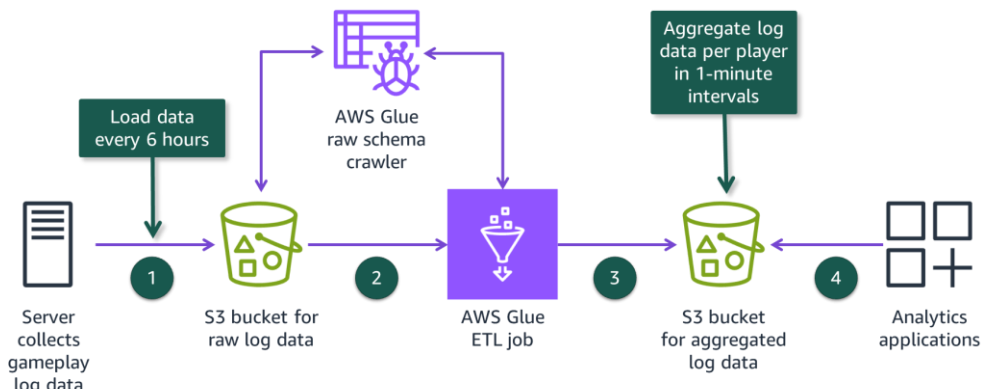 Aggregate log
data per player
in 1-minute
intervals
Load data
every 6 hours
AWS Glue
raw schema
crawler
1
2
3
4
Server
collects
gameplay
log data
S3 bucket for
raw log data
AWS Glue
ETL job
S3 bucket
for aggregated
log data
Analytics
applications